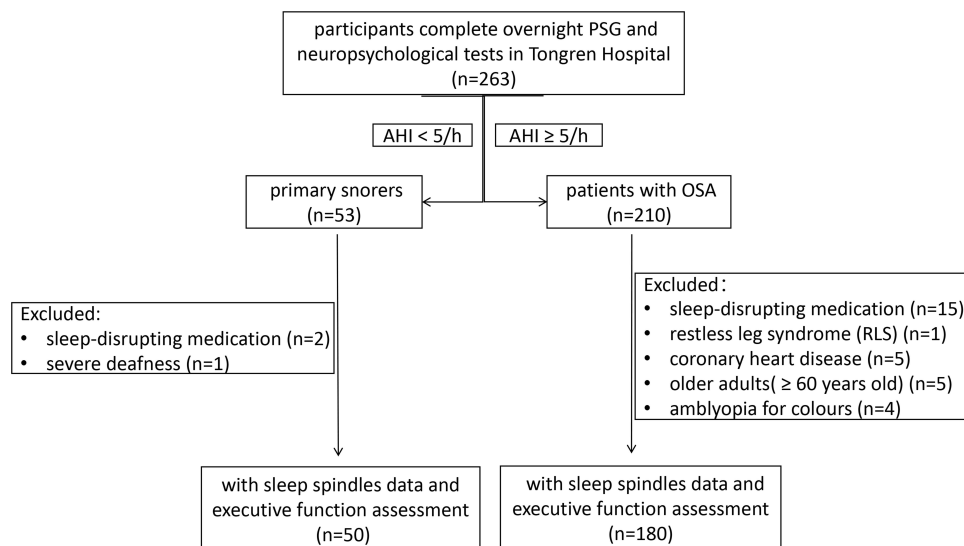 participants complete overnight PSG and
neuropsychological tests in Tongren Hospital
(n=263)
AHI < 5/h
AHI ≥ 5/h
primary snorers
(n=53)
patients with OSA
(n=210)
Excluded:
• sleep-disrupting medication (n=2)
• severe deafness (n=1)
Excluded：
• sleep-disrupting medication (n=15)
• restless leg syndrome (RLS) (n=1)
• coronary heart disease (n=5)
• older adults( ≥ 60 years old) (n=5)
• amblyopia for colours (n=4)
with sleep spindles data and
executive function assessment
(n=50)
with sleep spindles data and
executive function assessment
(n=180)